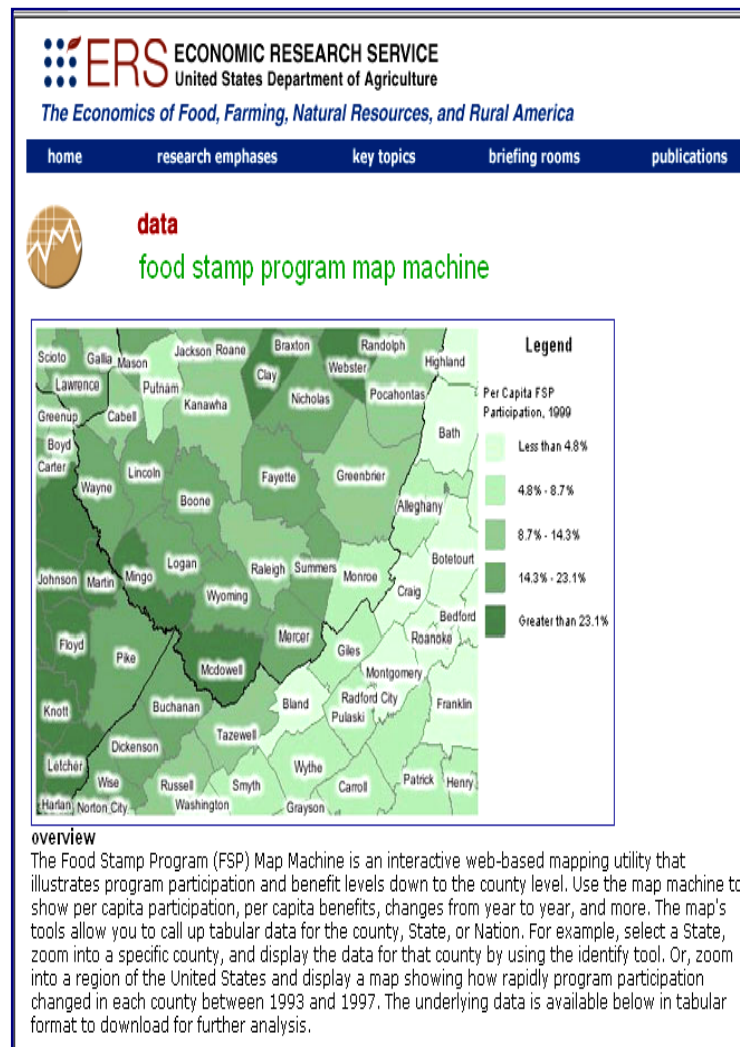 ERS ECONOMIC RESEARCH SERVICE
United States Department of Agriculture
The Economics of Food, Farming, Natural Resources, and Rural America
home research emphases key topics briefing rooms publications
data
food stamp program map machine
Scioto Gallia Mason Jackson Roane Braxton Randolph Highland
Lawrence Putnam Clay Webster
Greenup Cabell Kanawha Nicholas Pocahontas
Boyd Bath
Carter Wayne Lincoln Boone Fayette Greenbrier
Alleghany
Johnson Martin Mingo Logan Raleigh Summers Monroe Botetourt
Wyoming Craig
Floyd Pike Mercer Giles Roanoke Bedford
Mcdowell Montgomery
Knott Buchanan Bland Radford City Franklin
Pulaski
Dickenson Tazewell
Letcher Wise Russell Smyth Wythe Carroll Patrick Henry
Harlan Norton City Washington Grayson
Legend
Per Capita FSP
Participation, 1999
Less than 4.8%
4.8% - 8.7%
8.7% - 14.3%
14.3% - 23.1%
Greater than 23.1%
overview
The Food Stamp Program (FSP) Map Machine is an interactive web-based mapping utility that
illustrates program participation and benefit levels down to the county level. Use the map machine to
show per capita participation, per capita benefits, changes from year to year, and more. The map's
tools allow you to call up tabular data for the county, State, or Nation. For example, select a State,
zoom into a specific county, and display the data for that county by using the identify tool. Or, zoom
into a region of the United States and display a map showing how rapidly program participation
changed in each county between 1993 and 1997. The underlying data is available below in tabular
format to download for further analysis.